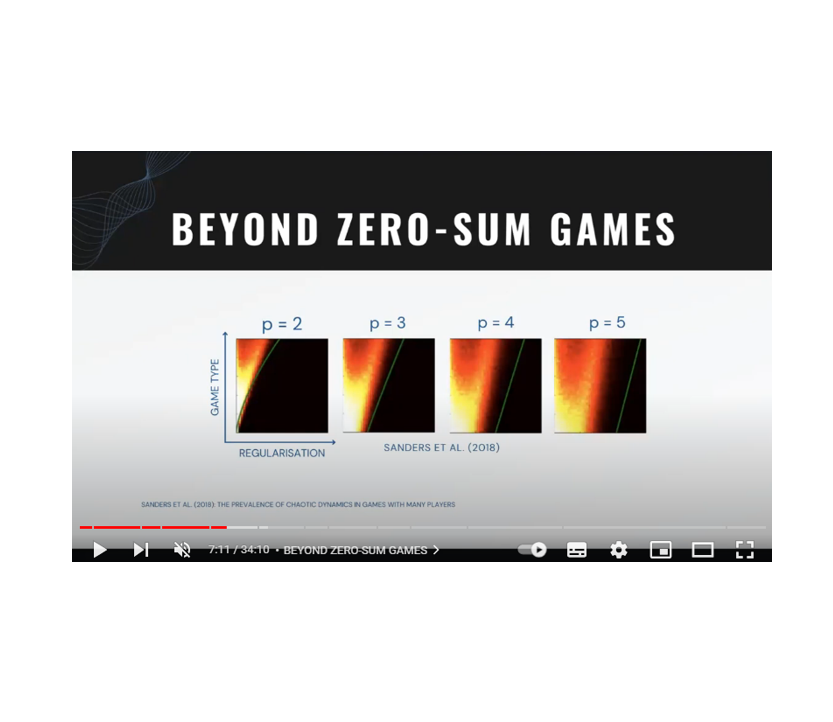 BEYOND ZERO-SUM GAMES
p = 2
p = 3
p = 4
p = 5
GAME TYPE
REGULARISATION
SANDERS ET AL. (2018)
SANDERS ET AL. (2018). THE PREVALENCE OF CHAOTIC DYNAMICS IN GAMES WITH MANY PLAYERS
7:11 / 34:10 • BEYOND ZERO-SUM GAMES